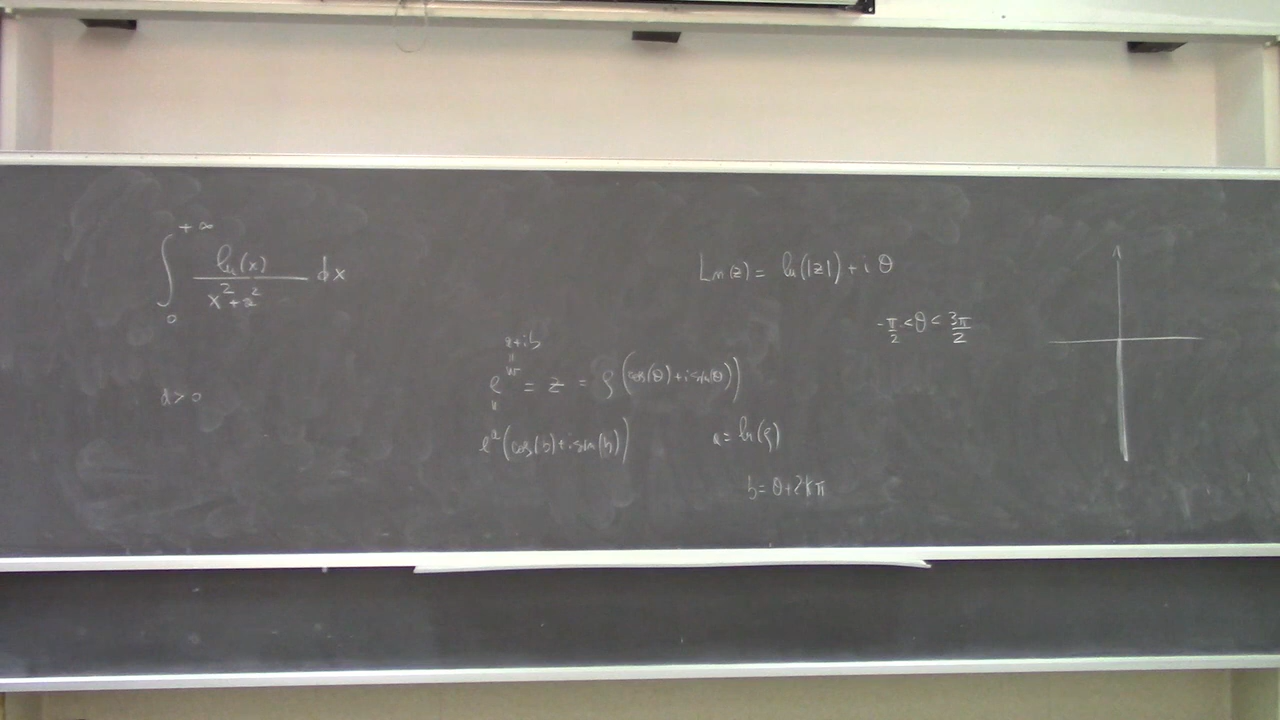 ∫₀^{+∞} ln(x)/(x²+a²) dx
a>0
a+ib
=
e^w = z = ρ(cos(θ)+i sin(θ))
=
e^a(cos(b)+i sin(b))
a= ln(ρ)
b=θ+2kπ
Ln(z)= ln(|z|)+i θ
-π/2 <θ< 3π/2